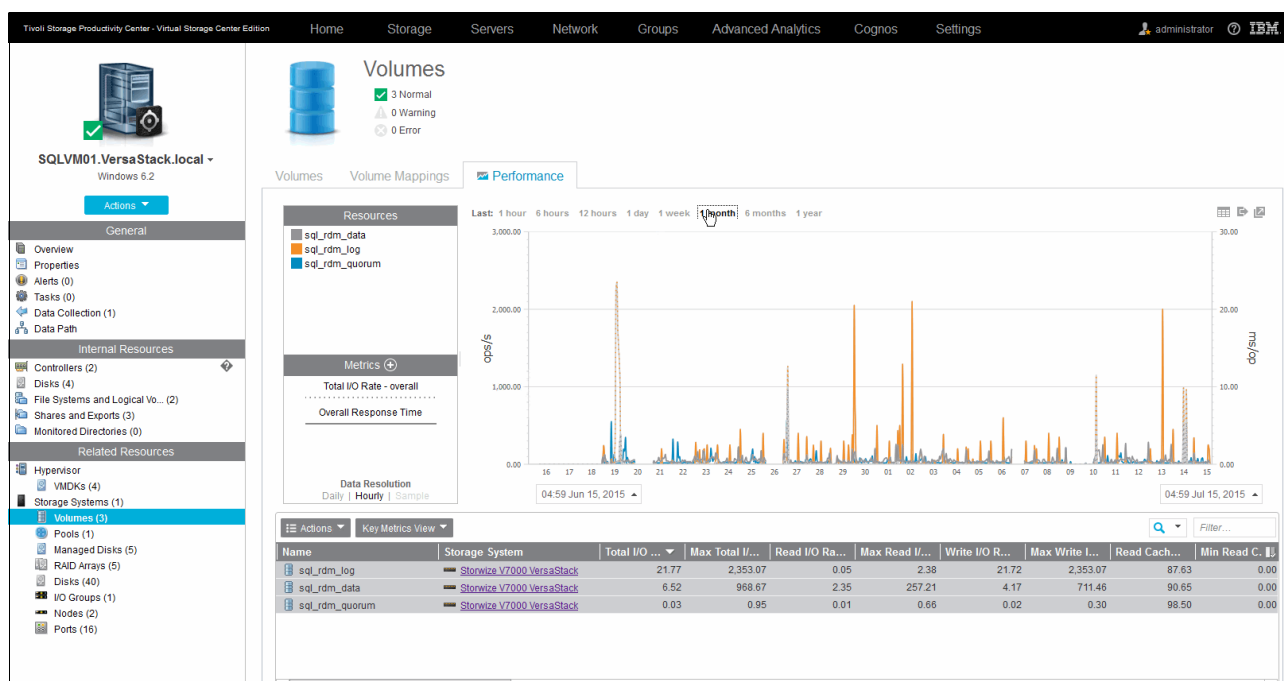 Tivoli Storage Productivity Center - Virtual Storage Center Edition Home Storage Servers Network Groups Advanced Analytics Cognos Settings administrator ? IBM.
SQLVM01.VersaStack.local
Windows 6.2
Actions
General
Overview
Properties
Alerts (0)
Tasks (0)
Data Collection (1)
Data Path
Internal Resources
Controllers (2)
Disks (4)
File Systems and Logical Vo... (2)
Shares and Exports (3)
Monitored Directories (0)
Related Resources
Hypervisor
VMDKs (4)
Storage Systems (1)
Volumes (3)
Pools (1)
Managed Disks (5)
RAID Arrays (5)
Disks (40)
I/O Groups (1)
Nodes (2)
Ports (16)
Volumes
3 Normal
0 Warning
0 Error
Volumes Volume Mappings Performance
Resources
sql_rdm_data
sql_rdm_log
sql_rdm_quorum
Metrics
Total I/O Rate - overall
Overall Response Time
Data Resolution
Daily | Hourly | Sample
Last: 1 hour 6 hours 12 hours 1 day 1 week 1 month 6 months 1 year
3,000.00 30.00
2,000.00 20.00
ops/s ms/op
1,000.00 10.00
0.00 0.00
16 17 18 19 20 21 22 23 24 25 26 27 28 29 30 01 02 03 04 05 06 07 08 09 10 11 12 13 14 15
04:59 Jun 15, 2015 04:59 Jul 15, 2015
Actions Key Metrics View Filter...
Name Storage System Total I/O ... Max Total I/... Read I/O Ra... Max Read I/... Write I/O R... Max Write I... Read Cach... Min Read C.
sql_rdm_log Storwize V7000 VersaStack 21.77 2,353.07 0.05 2.38 21.72 2,353.07 87.63 0.00
sql_rdm_data Storwize V7000 VersaStack 6.52 968.67 2.35 257.21 4.17 711.46 90.65 0.00
sql_rdm_quorum Storwize V7000 VersaStack 0.03 0.95 0.01 0.66 0.02 0.30 98.50 0.00